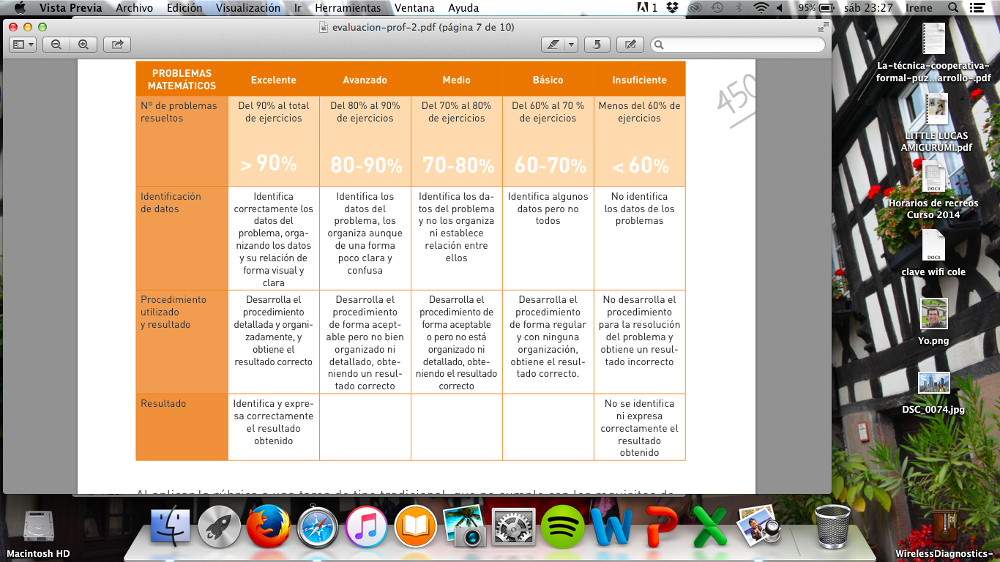 Vista Previa Archivo Edición Visualización Ir Herramientas Ventana Ayuda
1 95% sáb 23:27 Irene
evaluacion-prof-2.pdf (página 7 de 10)
PROBLEMAS
MATEMÁTICOS
Excelente
Avanzado
Medio
Básico
Insuficiente
Nº de problemas
resueltos
Del 90% al total
de ejercicios
> 90%
Del 80% al 90%
de ejercicios
80-90%
Del 70% al 80%
de ejercicios
70-80%
Del 60% al 70 %
de ejercicios
60-70%
Menos del 60% de
ejercicios
< 60%
Identificación
de datos
Identifica
correctamente los
datos del
problema, orga-
nizando los datos
y su relación de
forma visual y
clara
Identifica los
datos del
problema, los
organiza aunque
de una forma
poco clara y
confusa
Identifica los da-
tos del problema
y no los organiza
ni establece
relación entre
ellos
Identifica algunos
datos pero no
todos
No identifica
los datos de los
problemas
Procedimiento
utilizado
y resultado
Desarrolla el
procedimiento
detallada y organi-
zadamente, y
obtiene el
resultado correcto
Desarrolla el
procedimiento
de forma acept-
able pero no bien
organizado ni
detallado, obte-
niendo un resul-
tado correcto
Desarrolla el
procedimiento de
forma aceptable
o pero no está
organizado ni
detallado, obte-
niendo el resultado
correcto
Desarrolla el
procedimiento
de forma regular
y con ninguna
organización,
obtiene el resul-
tado correcto.
No desarrolla el
procedimiento
para la resolución
del problema y
obtiene un resul-
tado incorrecto
Resultado
Identifica y expre-
sa correctamente
el resultado
obtenido
No se identifica
ni expresa
correctamente el
resultado
obtenido
450
La-técnica-cooperativa-
formal-puz...arrollo-.pdf
LITTLE LUCAS
AMIGURUMI.pdf
DOCX
Horarios de recreos
Curso 2014
DOCX
clave wifi cole
Yo.png
DSC_0074.jpg
Macintosh HD
WirelessDiagnostics-